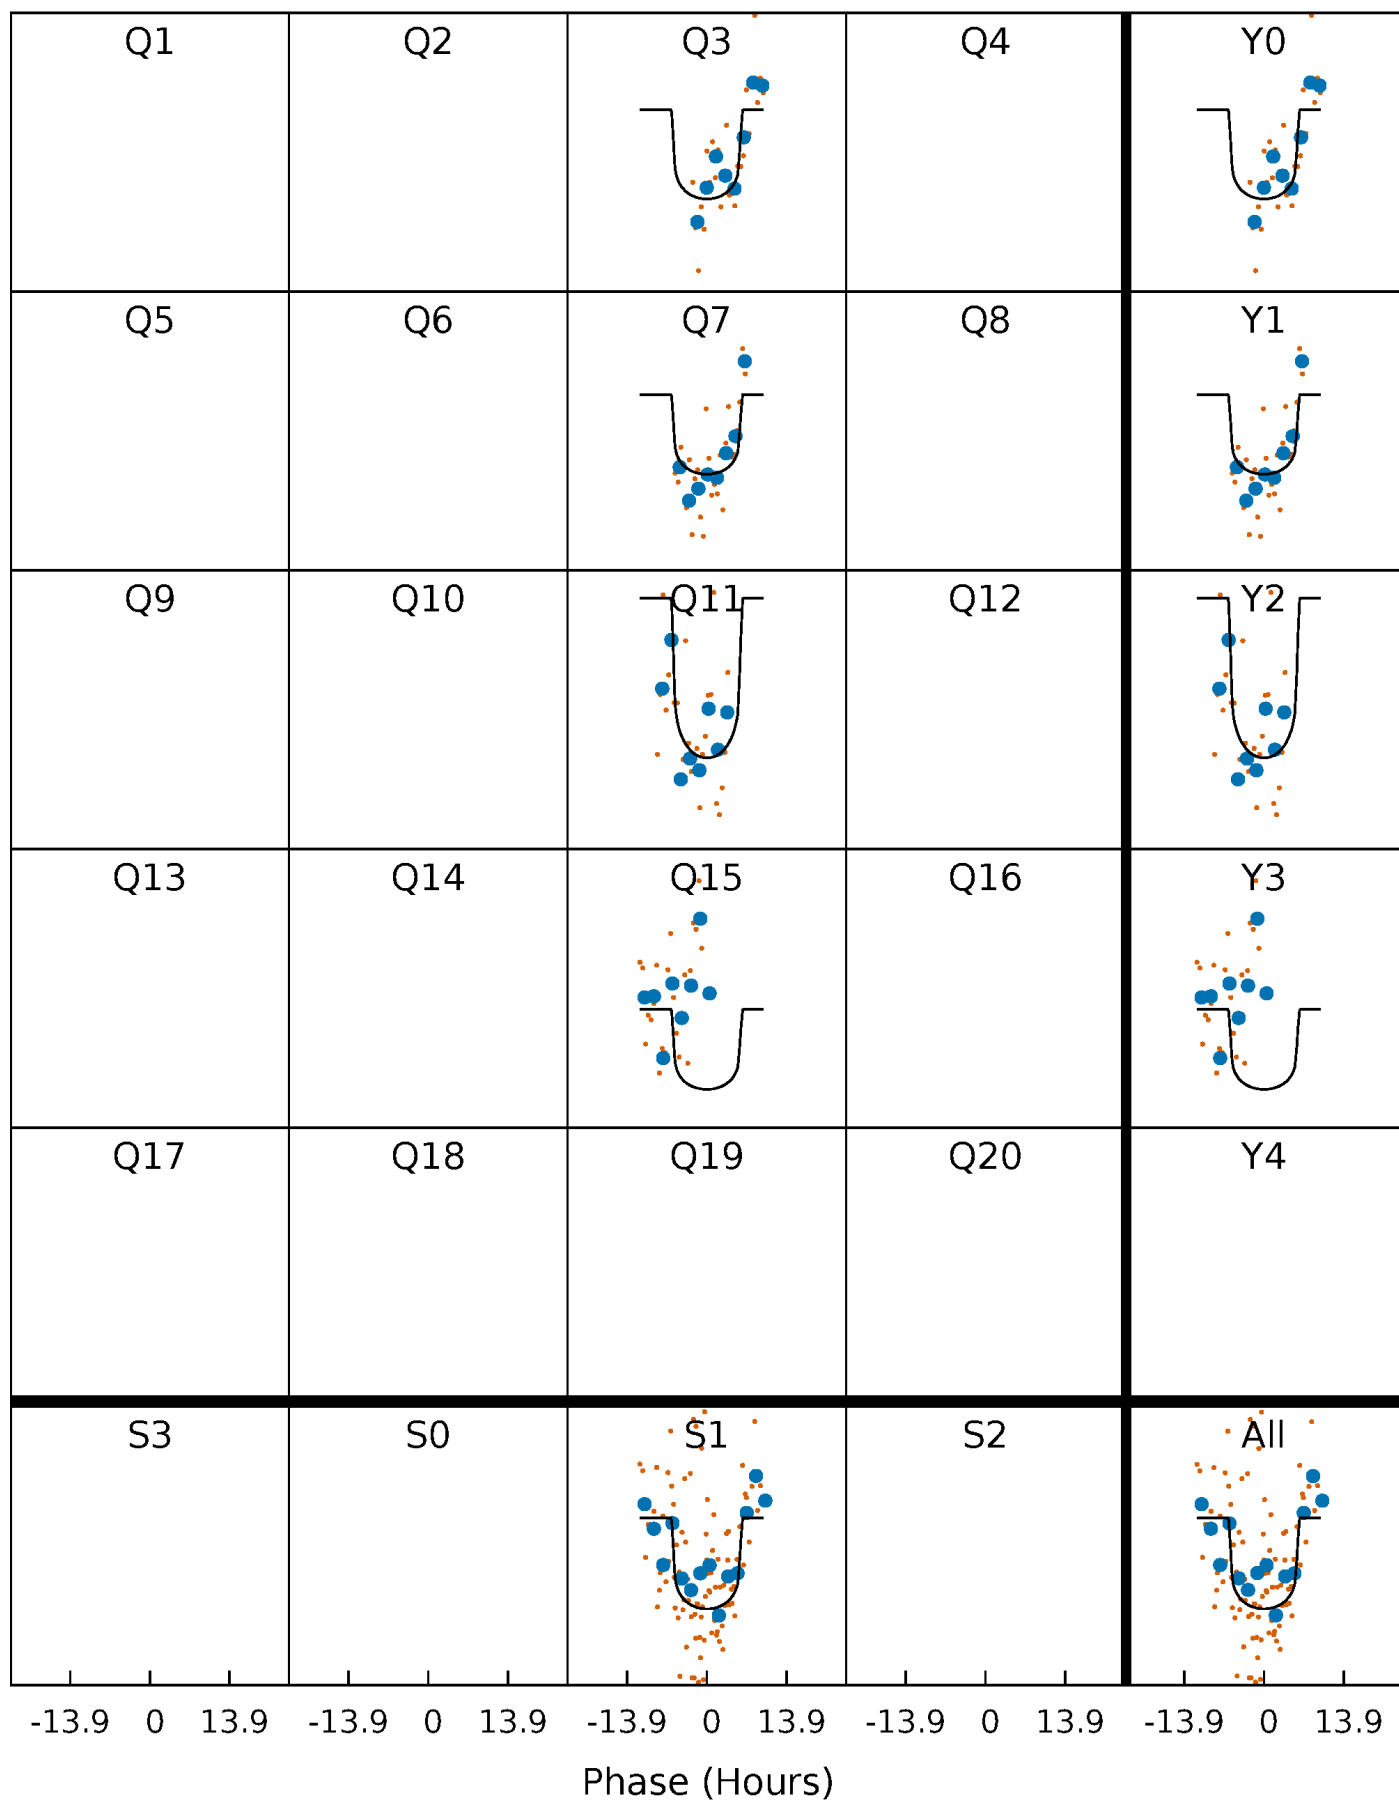 Q1 Q2 Q3 Q4 Y0
Q5 Q6 Q7 Q8 Y1
Q9 Q10 Q11 Q12 Y2
Q13 Q14 Q15 Q16 Y3
Q17 Q18 Q19 Q20 Y4
S3 S0 S1 S2 All
-13.9 0 13.9 -13.9 0 13.9 -13.9 0 13.9 -13.9 0 13.9 -13.9 0 13.9
Phase (Hours)